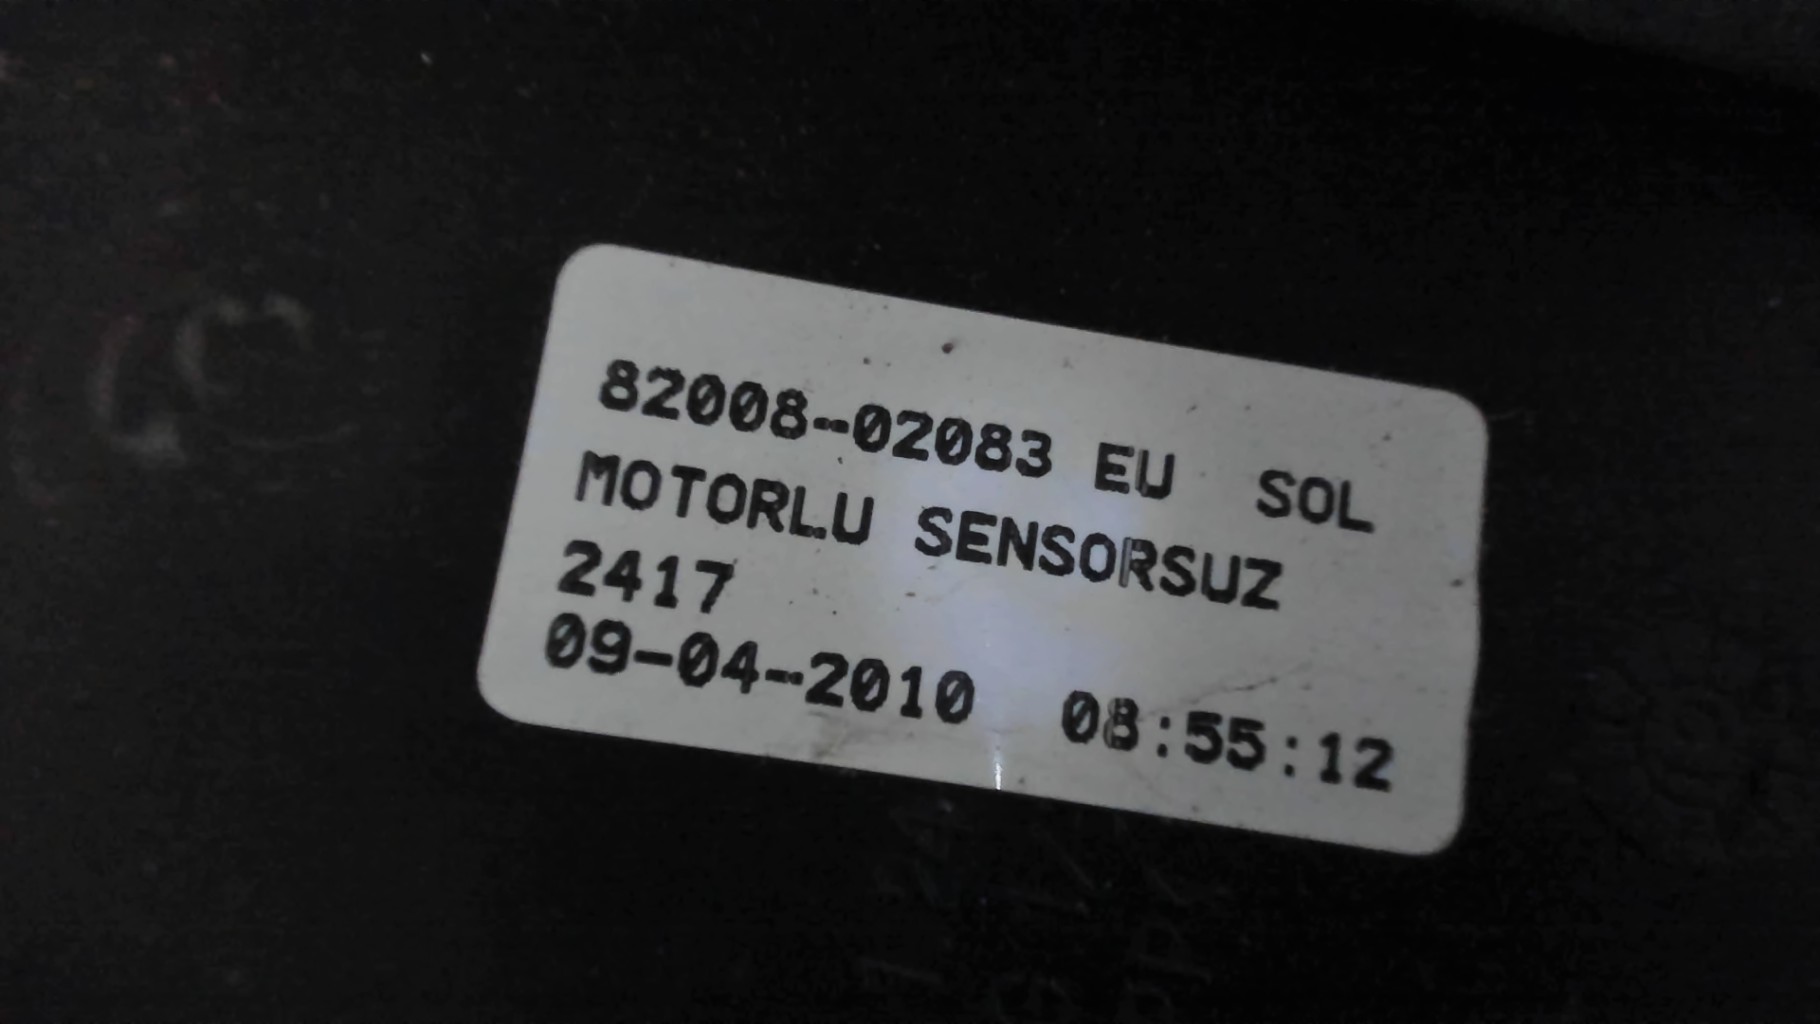 82008-02083 EU SOL
MOTORLU SENSORSUZ
2417
09-04-2010 08:55:12